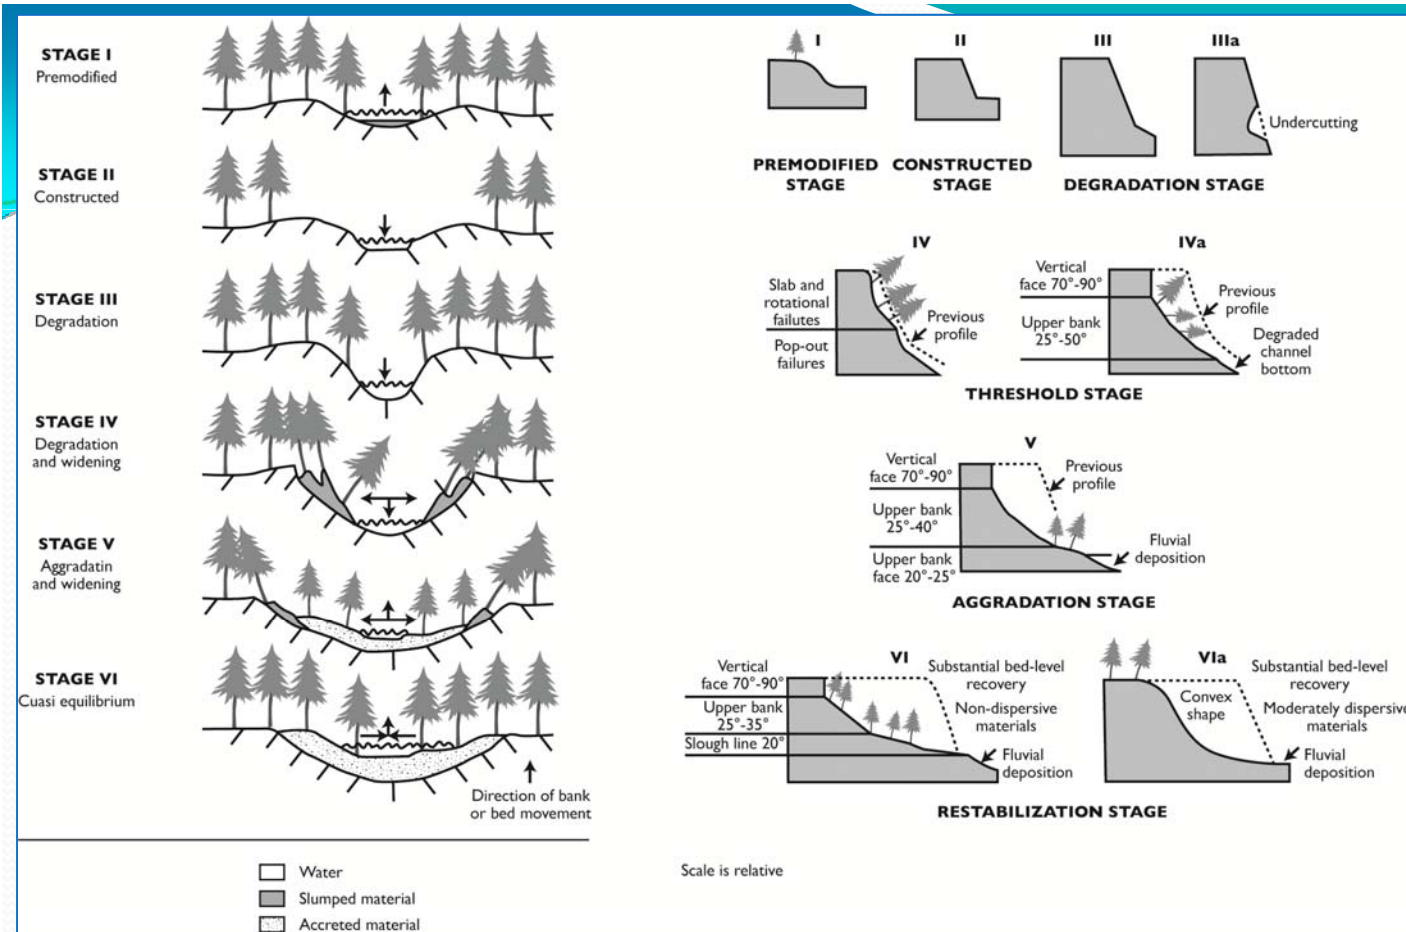 STAGE I
Premodified
STAGE II
Constructed
STAGE III
Degradation
STAGE IV
Degradation
and widening
STAGE V
Aggradatin
and widening
STAGE VI
Cuasi equilibrium
Direction of bank
or bed movement
Water
Slumped material
Accreted material
I
II
III
IIIa
Undercutting
PREMODIFIED
STAGE
CONSTRUCTED
STAGE
DEGRADATION STAGE
IV
Slab and
rotational
failutes
Pop-out
failures
Previous
profile
IVa
Vertical
face 70°-90°
Upper bank
25°-50°
Previous
profile
Degraded
channel
bottom
THRESHOLD STAGE
V
Vertical
face 70°-90°
Upper bank
25°-40°
Upper bank
face 20°-25°
Previous
profile
Fluvial
deposition
AGGRADATION STAGE
VI
Vertical
face 70°-90°
Upper bank
25°-35°
Slough line 20°
Substantial bed-level
recovery
Non-dispersive
materials
Fluvial
deposition
VIa
Convex
shape
Substantial bed-level
recovery
Moderately dispersive
materials
Fluvial
deposition
RESTABILIZATION STAGE
Scale is relative